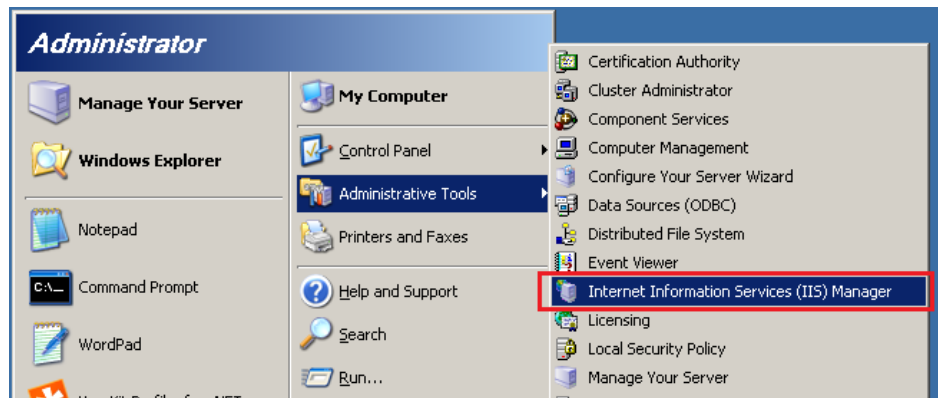 Administrator
Manage Your Server
Windows Explorer
Notepad
C:\_
Command Prompt
WordPad
My Computer
Control Panel
Administrative Tools
Printers and Faxes
Help and Support
Search
Run...
Certification Authority
Cluster Administrator
Component Services
Computer Management
Configure Your Server Wizard
Data Sources (ODBC)
Distributed File System
Event Viewer
Internet Information Services (IIS) Manager
Licensing
Local Security Policy
Manage Your Server